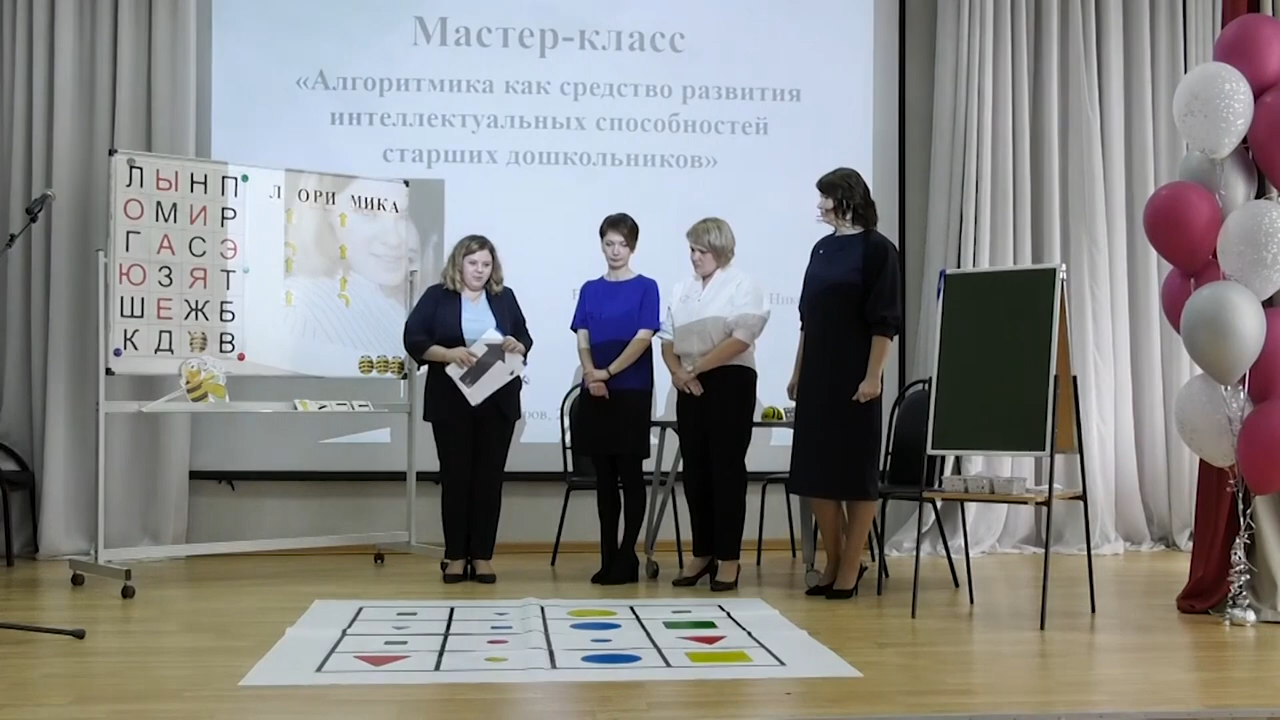 Мастер-класс
«Алгоритмика как средство развития
интеллектуальных способностей
старших дошкольников»
Л ОРИ МИКА
Л Ы Н П
О М И Р
Г А С Э
Ю З Я Т
Ш Е Ж Б
К Д В